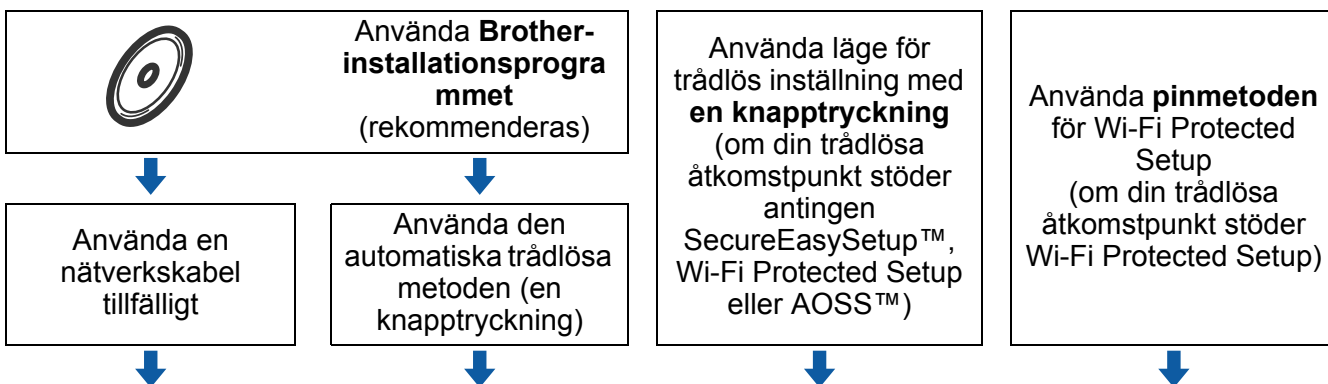 Använda Brother-
installationsprogra
mmet
(rekommenderas)
Använda en
nätverkskabel
tillfälligt
Använda den
automatiska trådlösa
metoden (en
knapptryckning)
Använda läge för
trådlös inställning med
en knapptryckning
(om din trådlösa
åtkomstpunkt stöder
antingen
SecureEasySetup™,
Wi-Fi Protected Setup
eller AOSS™)
Använda pinmetoden
för Wi-Fi Protected
Setup
(om din trådlösa
åtkomstpunkt stöder
Wi-Fi Protected Setup)